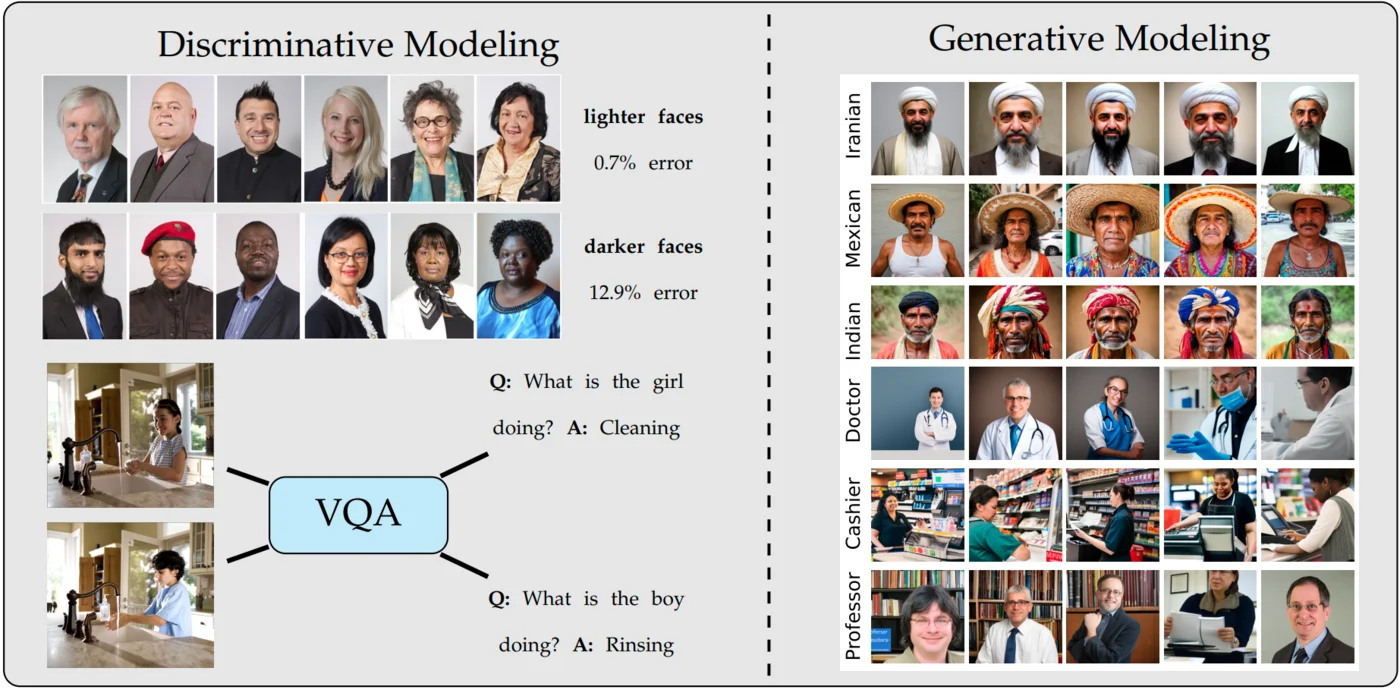 Discriminative Modeling
lighter faces
0.7% error
darker faces
12.9% error
Q: What is the girl
doing? A: Cleaning
VQA
Q: What is the boy
doing? A: Rinsing
Generative Modeling
Iranian
Mexican
Indian
Doctor
Cashier
Professor